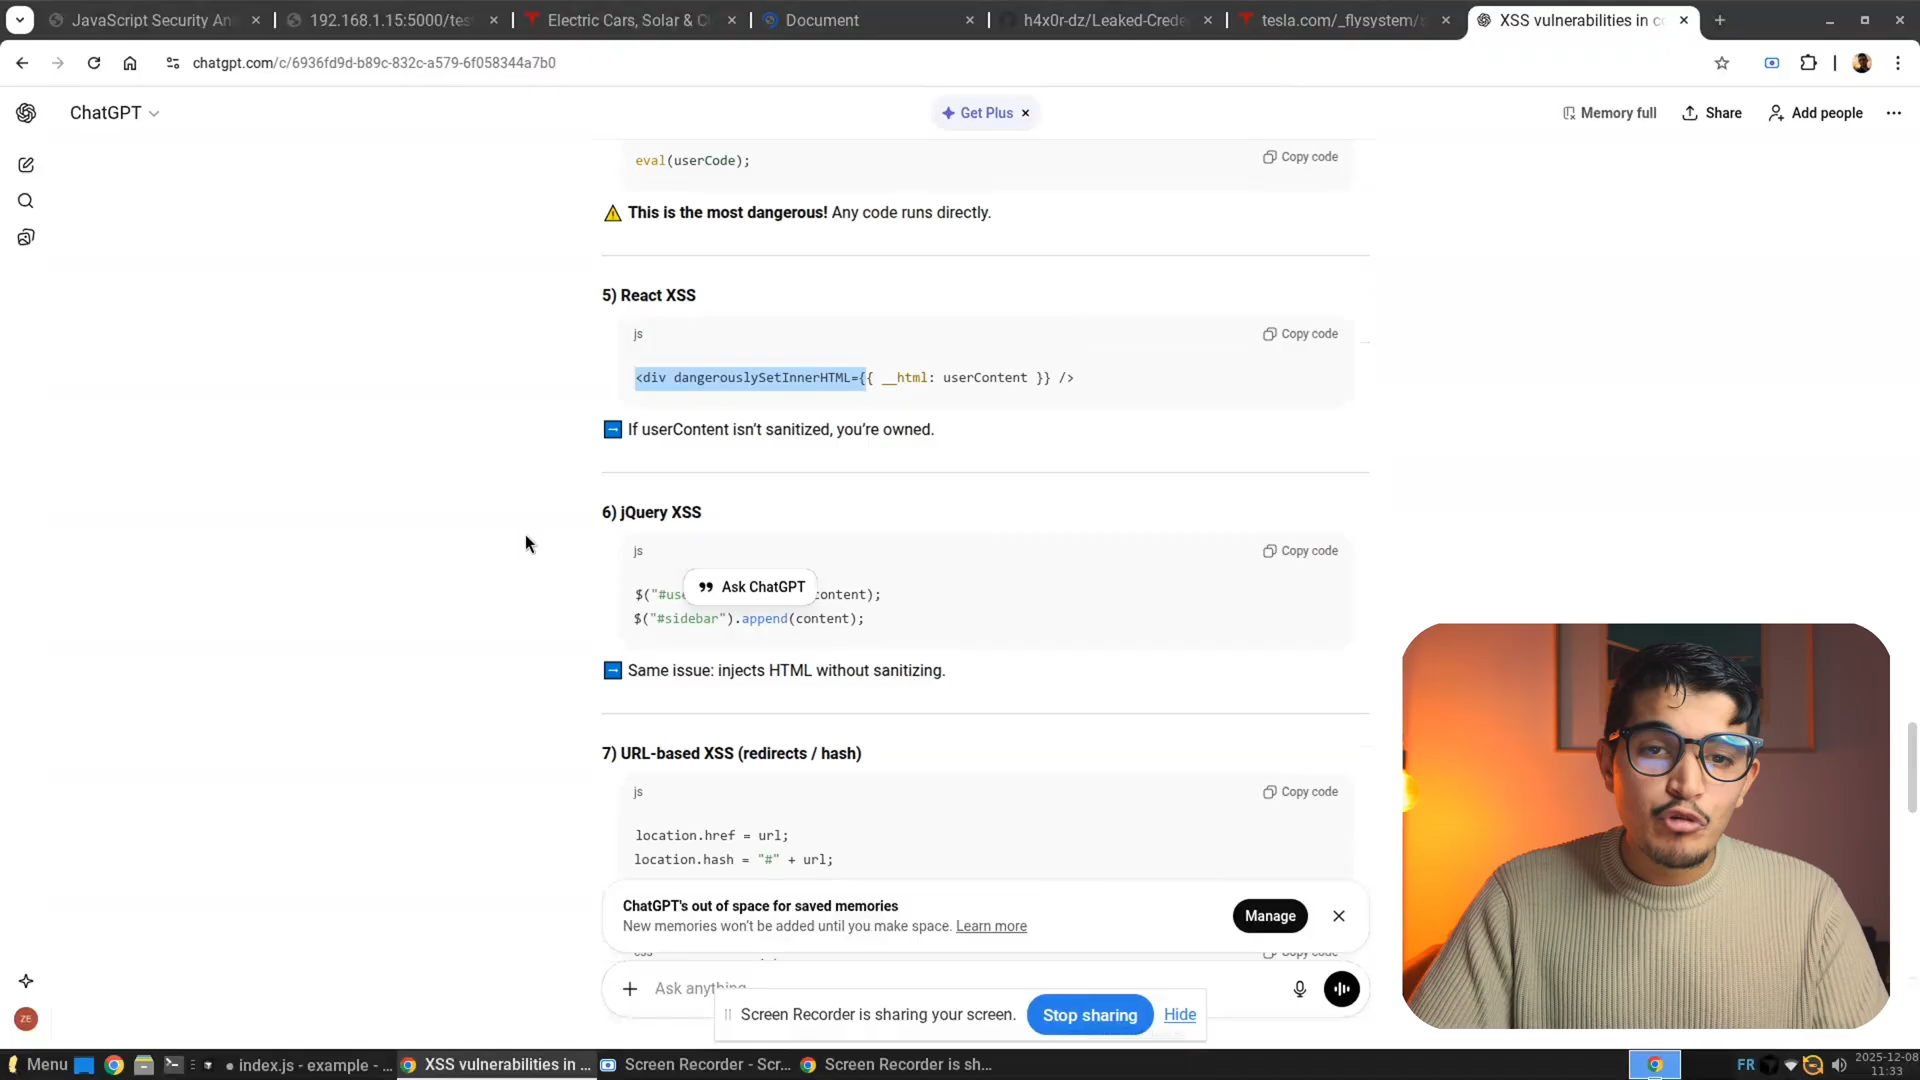 JavaScript Security An
192.168.1.15:5000/tes
Electric Cars, Solar & Cl
Document
h4x0r-dz/Leaked-Crede
tesla.com/_flysystem/s
XSS vulnerabilities in co
chatgpt.com/c/6936fd9d-b89c-832c-a579-6f058344a7b0
ChatGPT
Get Plus
Memory full
Share
Add people
eval(userCode);
Copy code
This is the most dangerous! Any code runs directly.
5) React XSS
js
Copy code
<div dangerouslySetInnerHTML={{ __html: userContent }} />
If userContent isn't sanitized, you're owned.
6) jQuery XSS
js
Copy code
Ask ChatGPT
$("#use content);
$("#sidebar").append(content);
Same issue: injects HTML without sanitizing.
7) URL-based XSS (redirects / hash)
js
Copy code
location.href = url;
location.hash = "#" + url;
ChatGPT's out of space for saved memories
New memories won't be added until you make space. Learn more
Manage
Copy code
Ask anything
Screen Recorder is sharing your screen.
Stop sharing
Hide
ZE
Menu
index.js - example - ...
XSS vulnerabilities in ...
Screen Recorder - Scr...
Screen Recorder is sh...
FR
2025-12-08
11:33